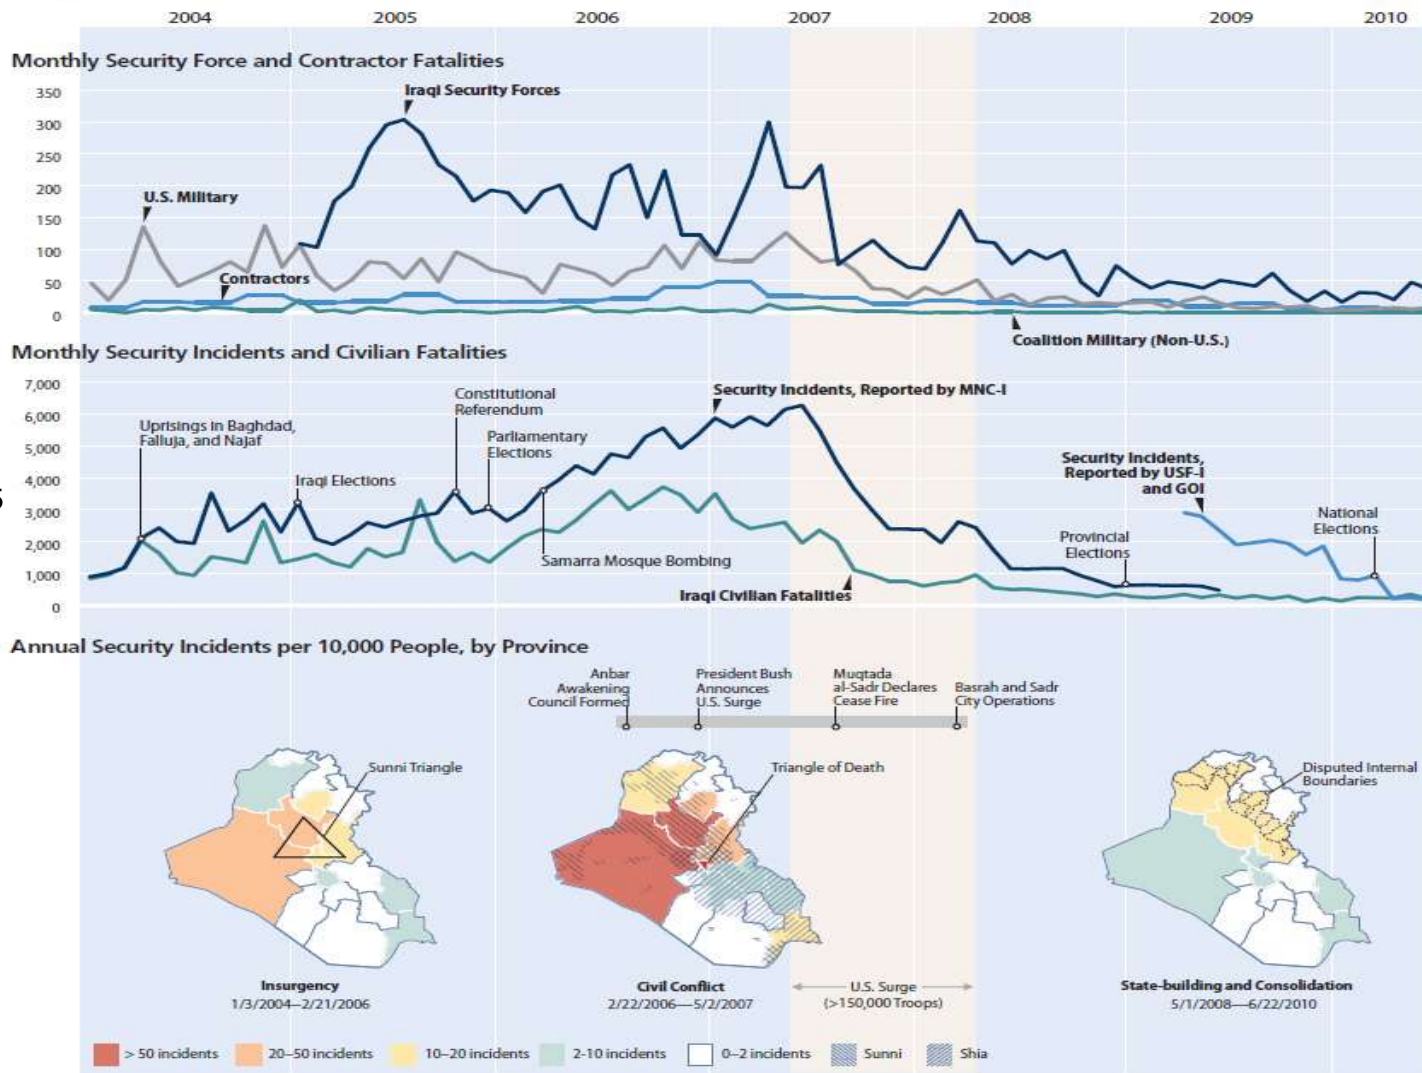 2004 2005 2006 2007 2008 2009 2010
Monthly Security Force and Contractor Fatalities
350
300
250
200
150
100
50
0
Iraqi Security Forces
U.S. Military
Contractors
Coalition Military (Non-U.S.)
Monthly Security Incidents and Civilian Fatalities
7,000
6,000
5,000
4,000
3,000
2,000
1,000
0
Uprisings in Baghdad,
Falluja, and Najaf
Iraqi Elections
Constitutional
Referendum
Parliamentary
Elections
Samarra Mosque Bombing
Security Incidents, Reported by MNC-I
Iraqi Civilian Fatalities
Security Incidents,
Reported by USF-I
and GOI
Provincial
Elections
National
Elections
Annual Security Incidents per 10,000 People, by Province
Anbar
Awakening
Council Formed
President Bush
Announces
U.S. Surge
Muqtada
al-Sadr Declares
Cease Fire
Basrah and Sadr
City Operations
Sunni Triangle
Triangle of Death
Disputed Internal
Boundaries
Insurgency
1/3/2004–2/21/2006
Civil Conflict
2/22/2006—5/2/2007
U.S. Surge
(>150,000 Troops)
State-building and Consolidation
5/1/2008—6/22/2010
> 50 incidents 20–50 incidents 10–20 incidents 2-10 incidents 0–2 incidents Sunni Shia